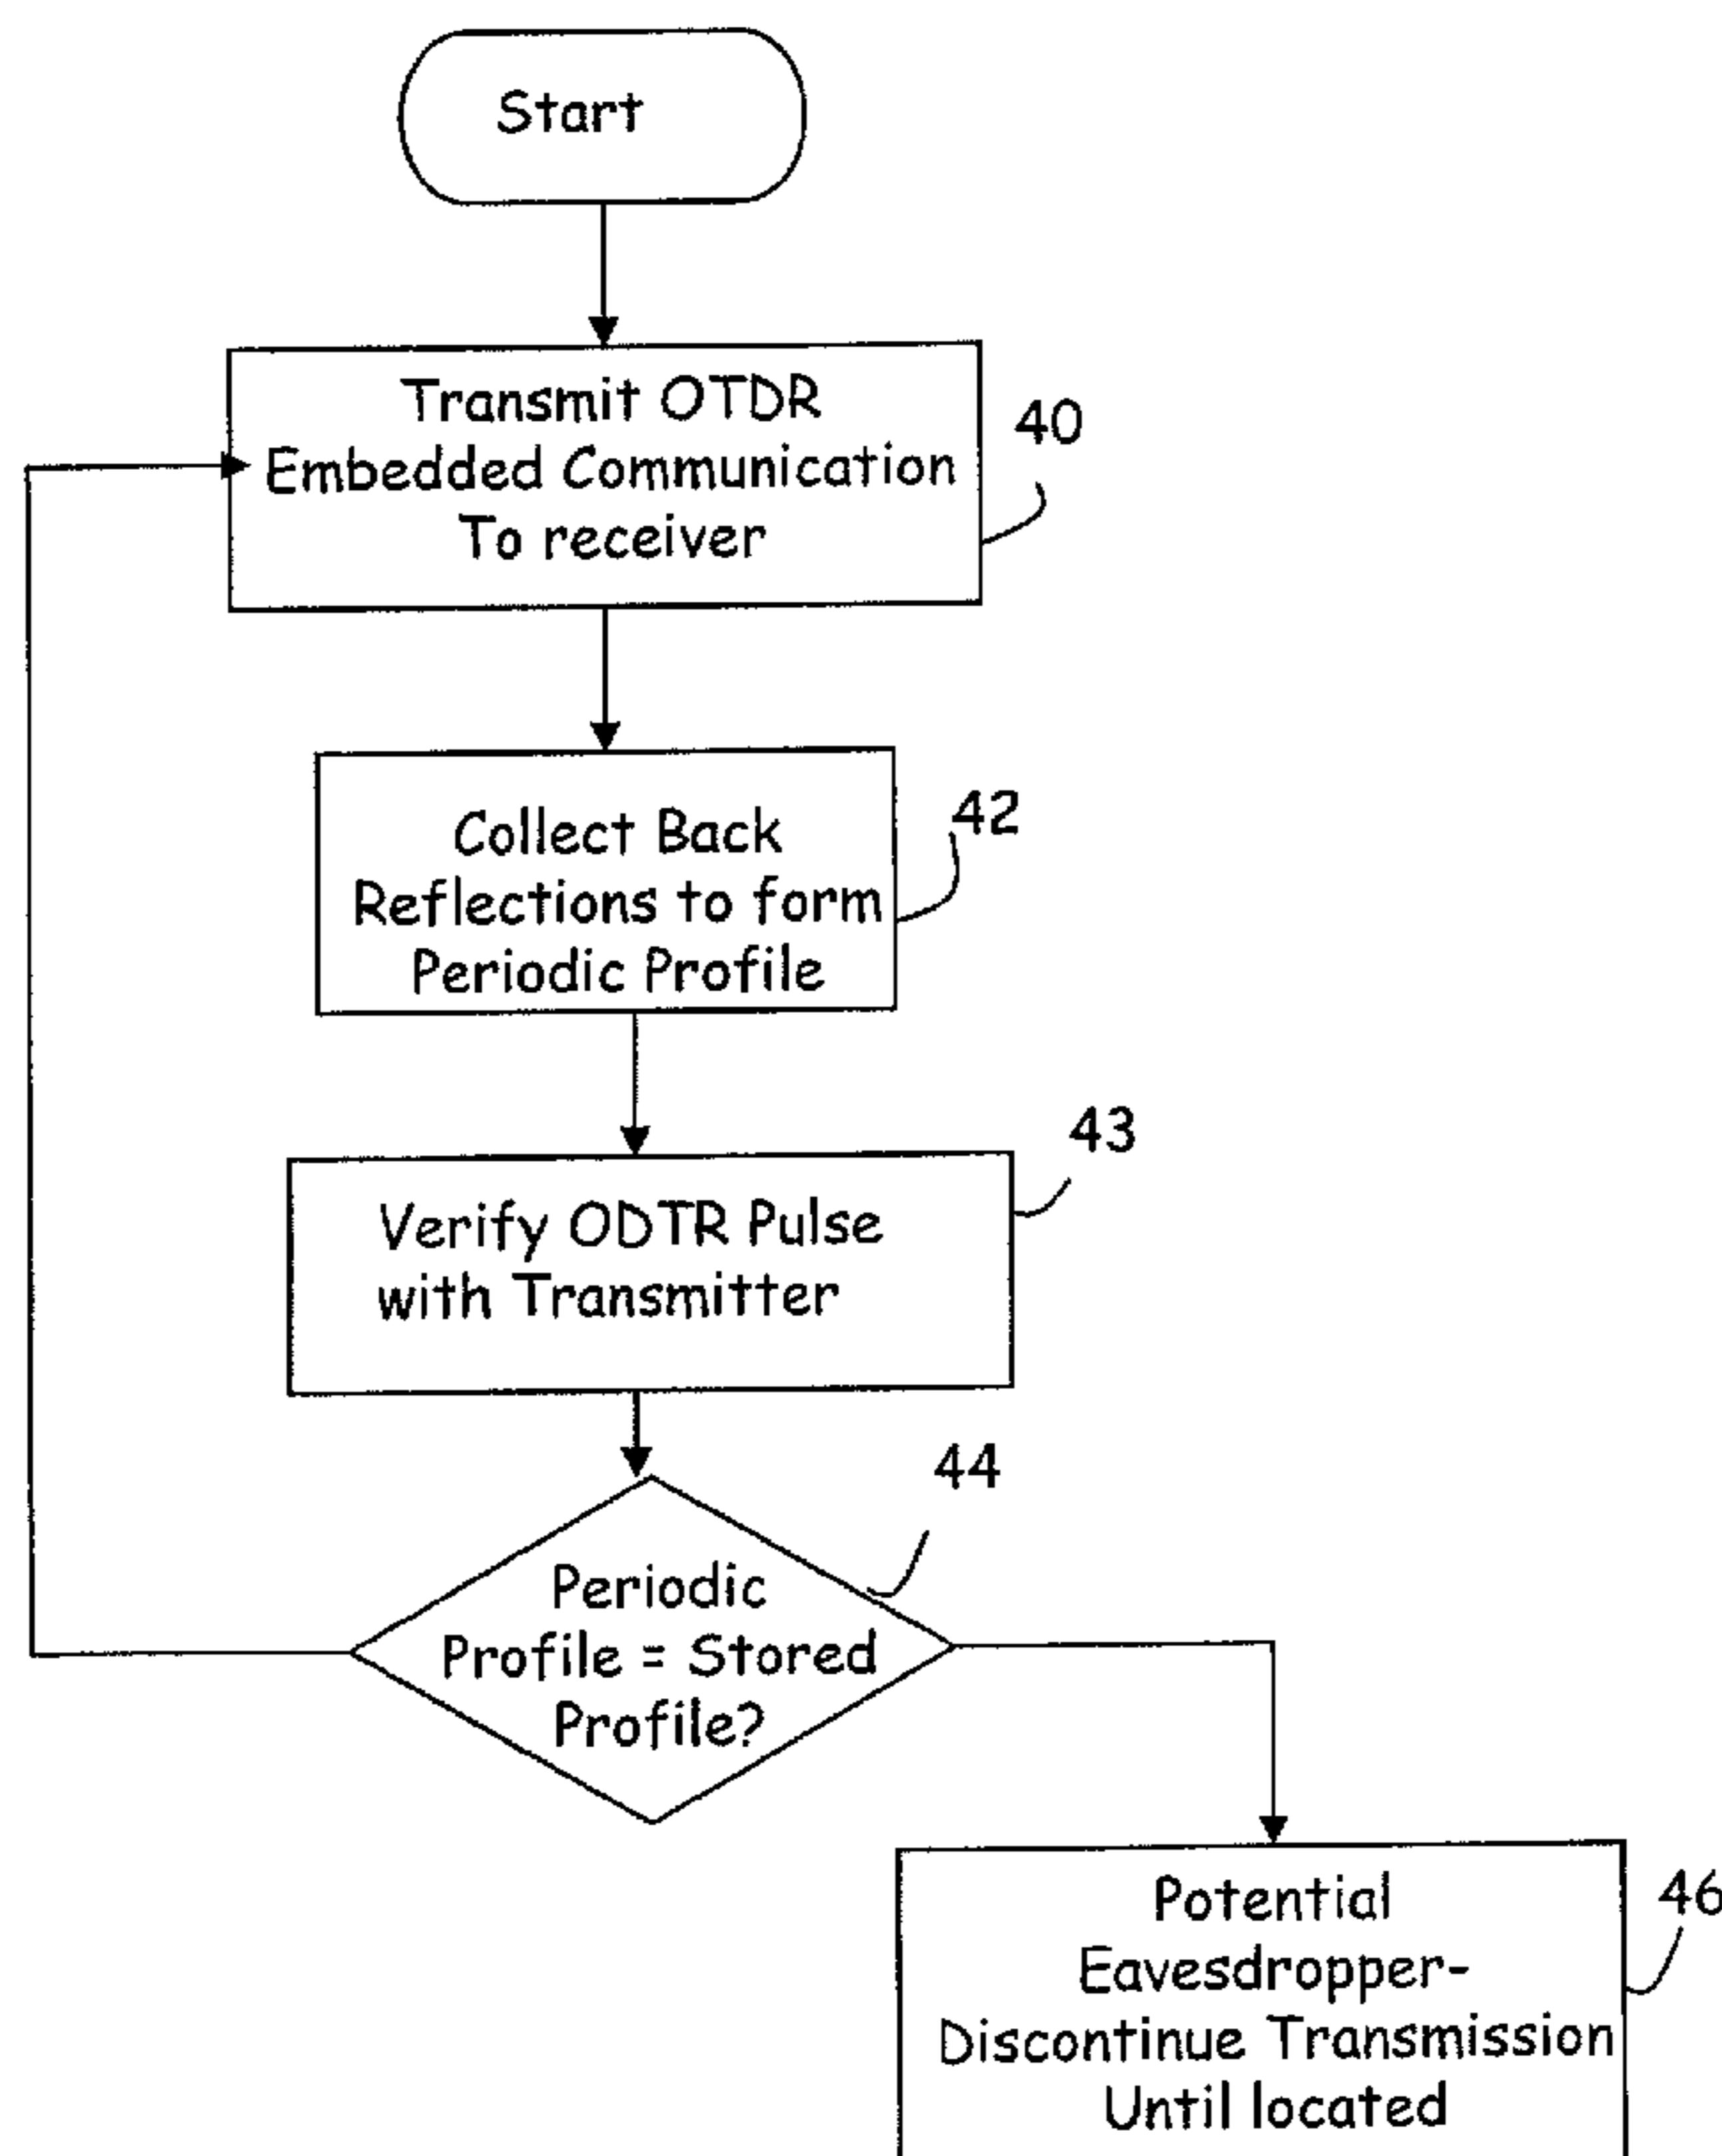 Start
Transmit OTDR
Embedded Communication
To receiver
40
Collect Back
Reflections to form
Periodic Profile
42
Verify ODTR Pulse
with Transmitter
43
Periodic
Profile = Stored
Profile?
44
Potential
Eavesdropper-
Discontinue Transmission
Until located
46